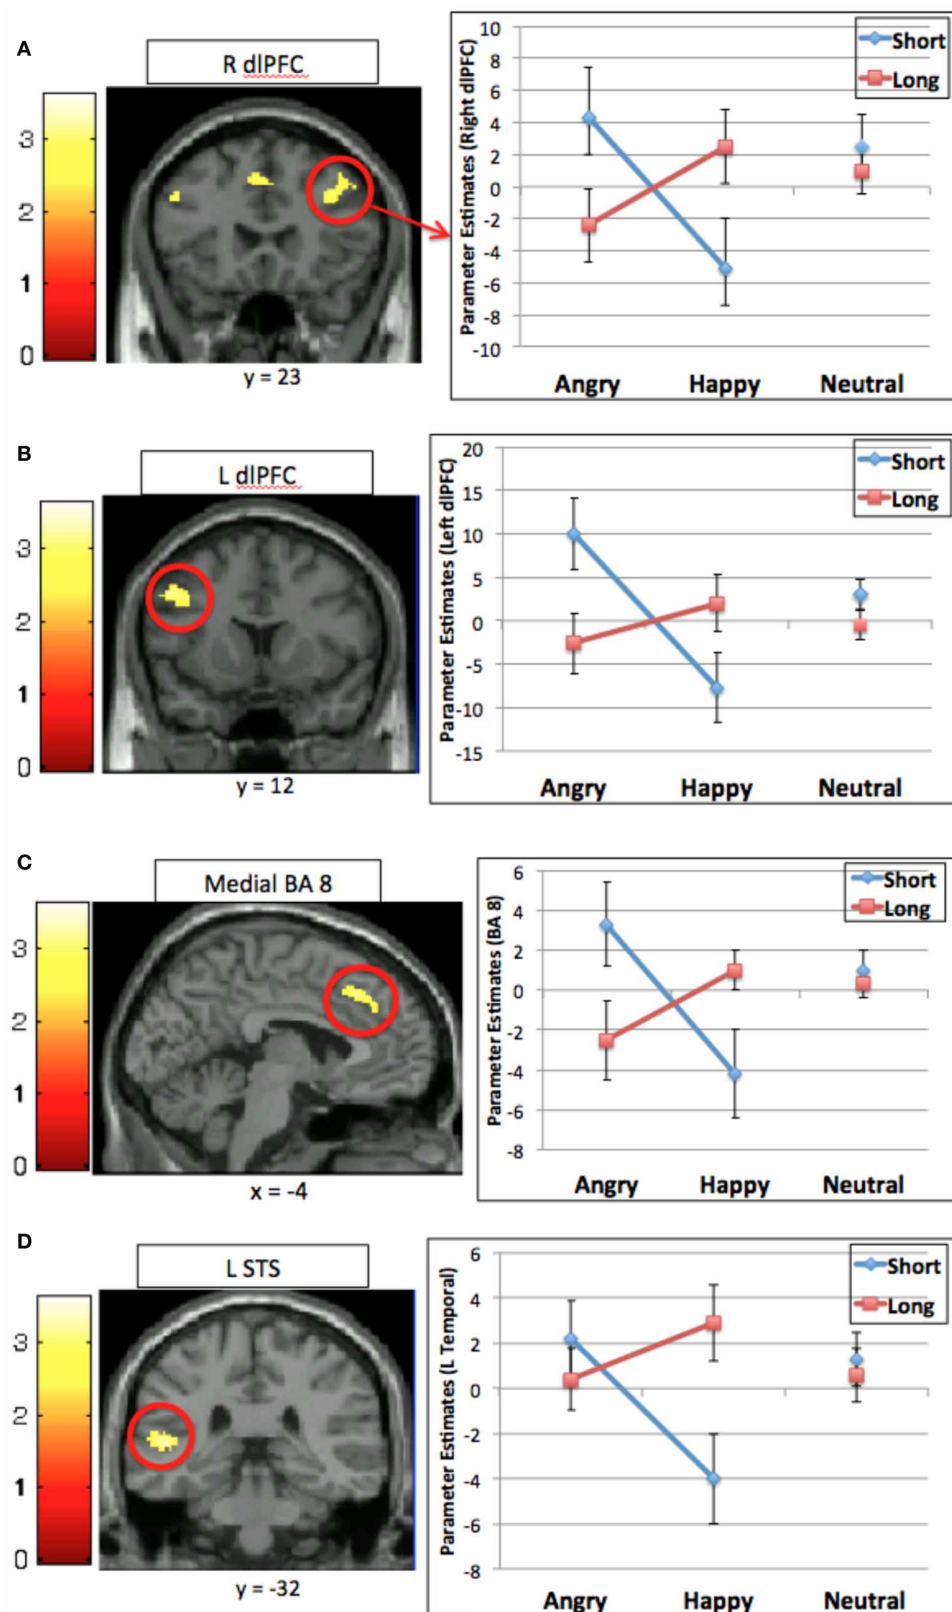 A
R dlPFC
3
2
1
0
y = 23
Parameter Estimates (Right dlPFC)
10
8
6
4
2
0
-2
-4
-6
-8
-10
Short
Long
Angry Happy Neutral
B
L dlPFC
3
2
1
0
y = 12
Parameter Estimates (Left dlPFC)
20
15
10
5
0
-5
-10
-15
Short
Long
Angry Happy Neutral
C
Medial BA 8
3
2
1
0
x = -4
Parameter Estimates (BA 8)
6
4
2
0
-2
-4
-6
-8
Short
Long
Angry Happy Neutral
D
L STS
3
2
1
0
y = -32
Parameter Estimates (L Temporal)
6
4
2
0
-2
-4
-6
-8
Short
Long
Angry Happy Neutral